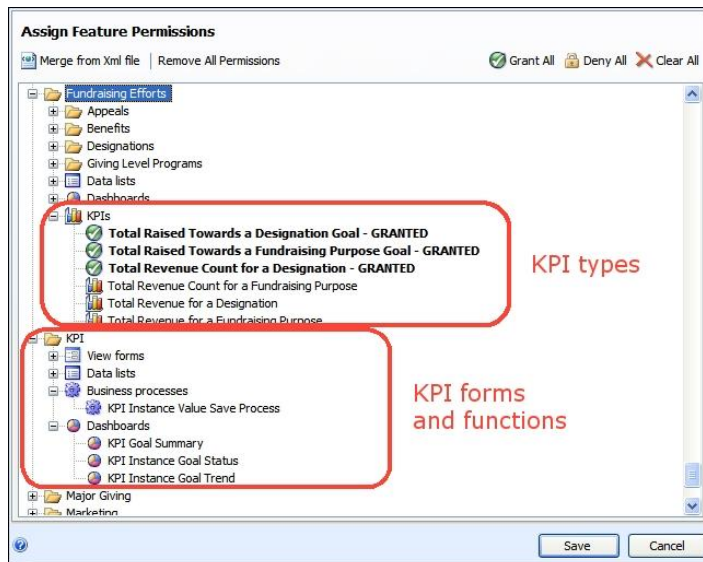 Assign Feature Permissions
Merge from Xml file | Remove All Permissions Grant All Deny All Clear All
Fundraising Efforts
Appeals
Benefits
Designations
Giving Level Programs
Data lists
Dashboards
KPIs
Total Raised Towards a Designation Goal - GRANTED
Total Raised Towards a Fundraising Purpose Goal - GRANTED
Total Revenue Count for a Designation - GRANTED
Total Revenue Count for a Fundraising Purpose
Total Revenue for a Designation
Total Revenue for a Fundraising Purpose
KPI types
KPI
View forms
Data lists
Business processes
KPI Instance Value Save Process
Dashboards
KPI Goal Summary
KPI Instance Goal Status
KPI Instance Goal Trend
KPI forms
and functions
Major Giving
Marketing
Save Cancel